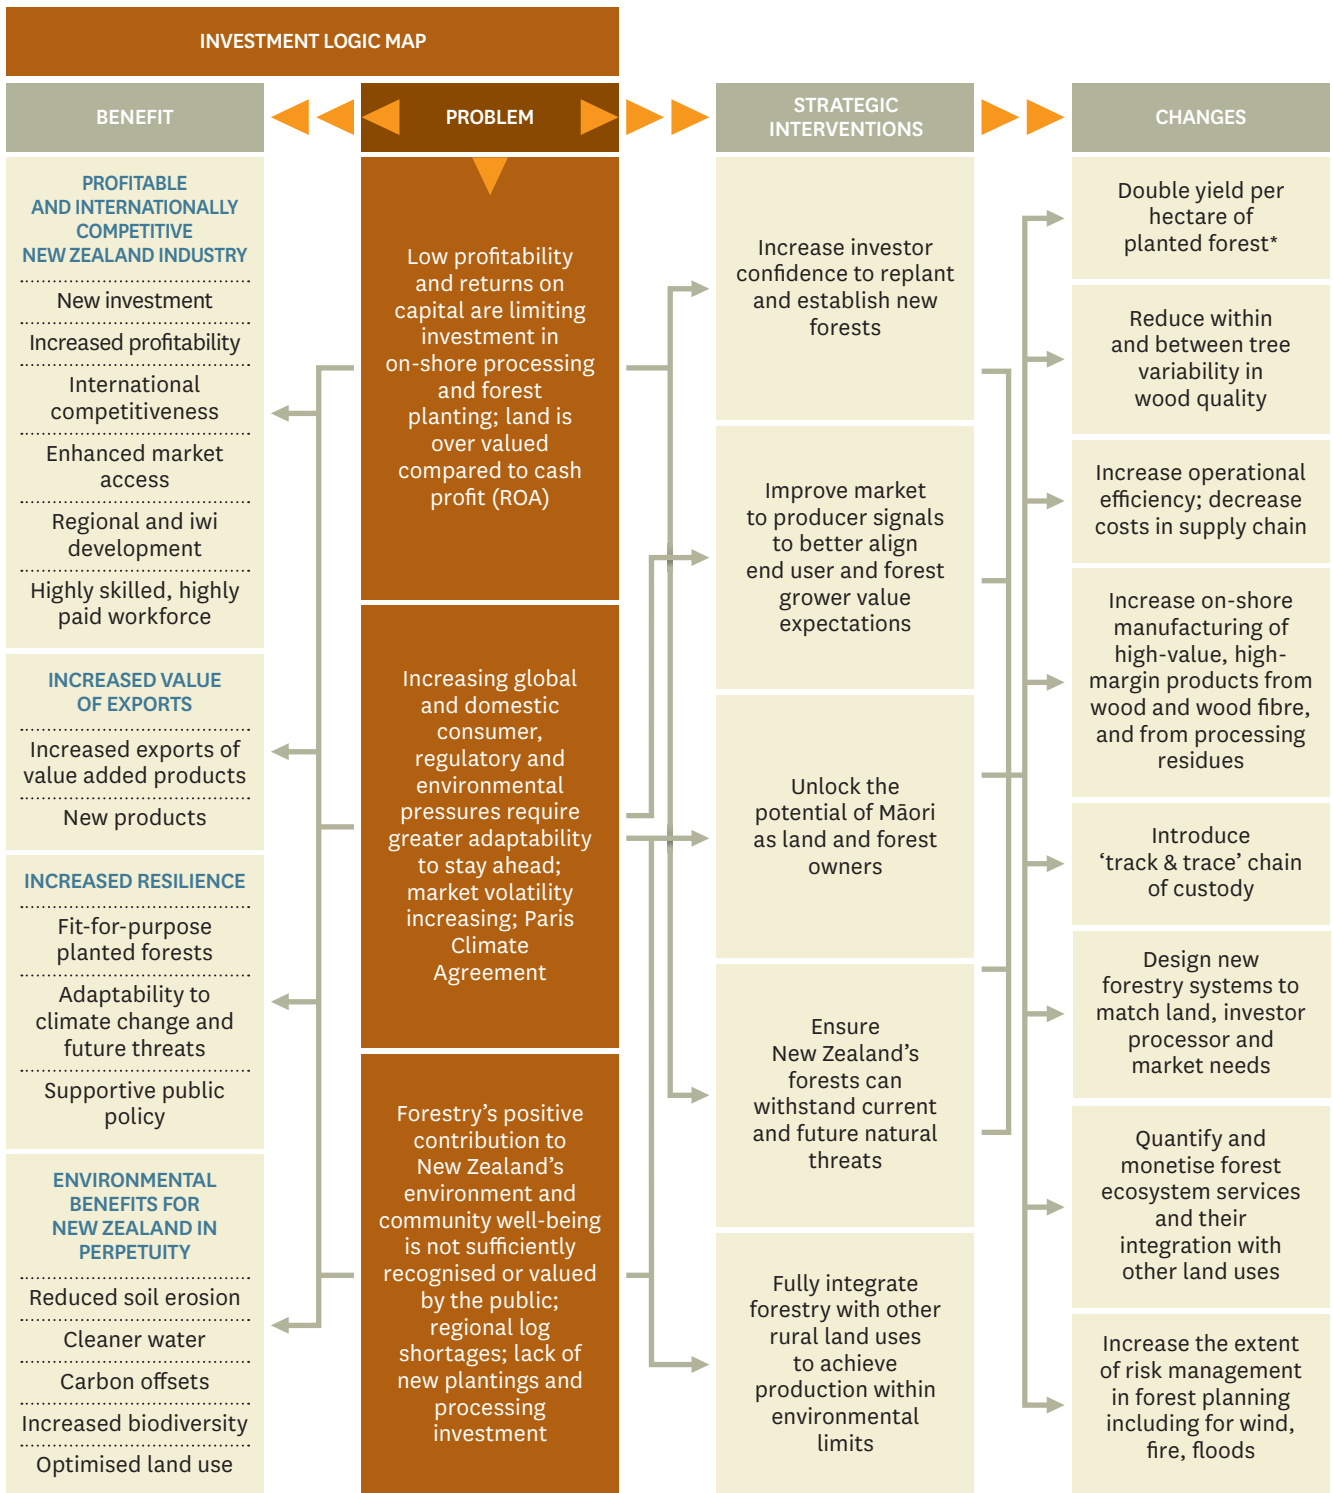 INVESTMENT LOGIC MAP
BENEFIT
PROFITABLE
AND INTERNATIONALLY
COMPETITIVE
NEW ZEALAND INDUSTRY
New investment
Increased profitability
International
competitiveness
Enhanced market
access
Regional and iwi
development
Highly skilled, highly
paid workforce
INCREASED VALUE
OF EXPORTS
Increased exports of
value added products
New products
INCREASED RESILIENCE
Fit-for-purpose
planted forests
Adaptability to
climate change and
future threats
Supportive public
policy
ENVIRONMENTAL
BENEFITS FOR
NEW ZEALAND IN
PERPETUITY
Reduced soil erosion
Cleaner water
Carbon offsets
Increased biodiversity
Optimised land use
PROBLEM
Low profitability
and returns on
capital are limiting
investment in
on-shore processing
and forest
planting; land is
over valued
compared to cash
profit (ROA)
Increasing global
and domestic
consumer,
regulatory and
environmental
pressures require
greater adaptability
to stay ahead;
market volatility
increasing; Paris
Climate
Agreement
Forestry’s positive
contribution to
New Zealand’s
environment and
community well-being
is not sufficiently
recognised or valued
by the public;
regional log
shortages; lack of
new plantings and
processing
investment
STRATEGIC
INTERVENTIONS
Increase investor
confidence to replant
and establish new
forests
Improve market
to producer signals
to better align
end user and forest
grower value
expectations
Unlock the
potential of Māori
as land and forest
owners
Ensure
New Zealand’s
forests can
withstand current
and future natural
threats
Fully integrate
forestry with other
rural land uses
to achieve
production within
environmental
limits
CHANGES
Double yield per
hectare of
planted forest*
Reduce within
and between tree
variability in
wood quality
Increase operational
efficiency; decrease
costs in supply chain
Increase on-shore
manufacturing of
high-value, high-
margin products from
wood and wood fibre,
and from processing
residues
Introduce
‘track & trace’ chain
of custody
Design new
forestry systems to
match land, investor
processor and
market needs
Quantify and
monetise forest
ecosystem services
and their
integration with
other land uses
Increase the extent
of risk management
in forest planning
including for wind,
fire, floods